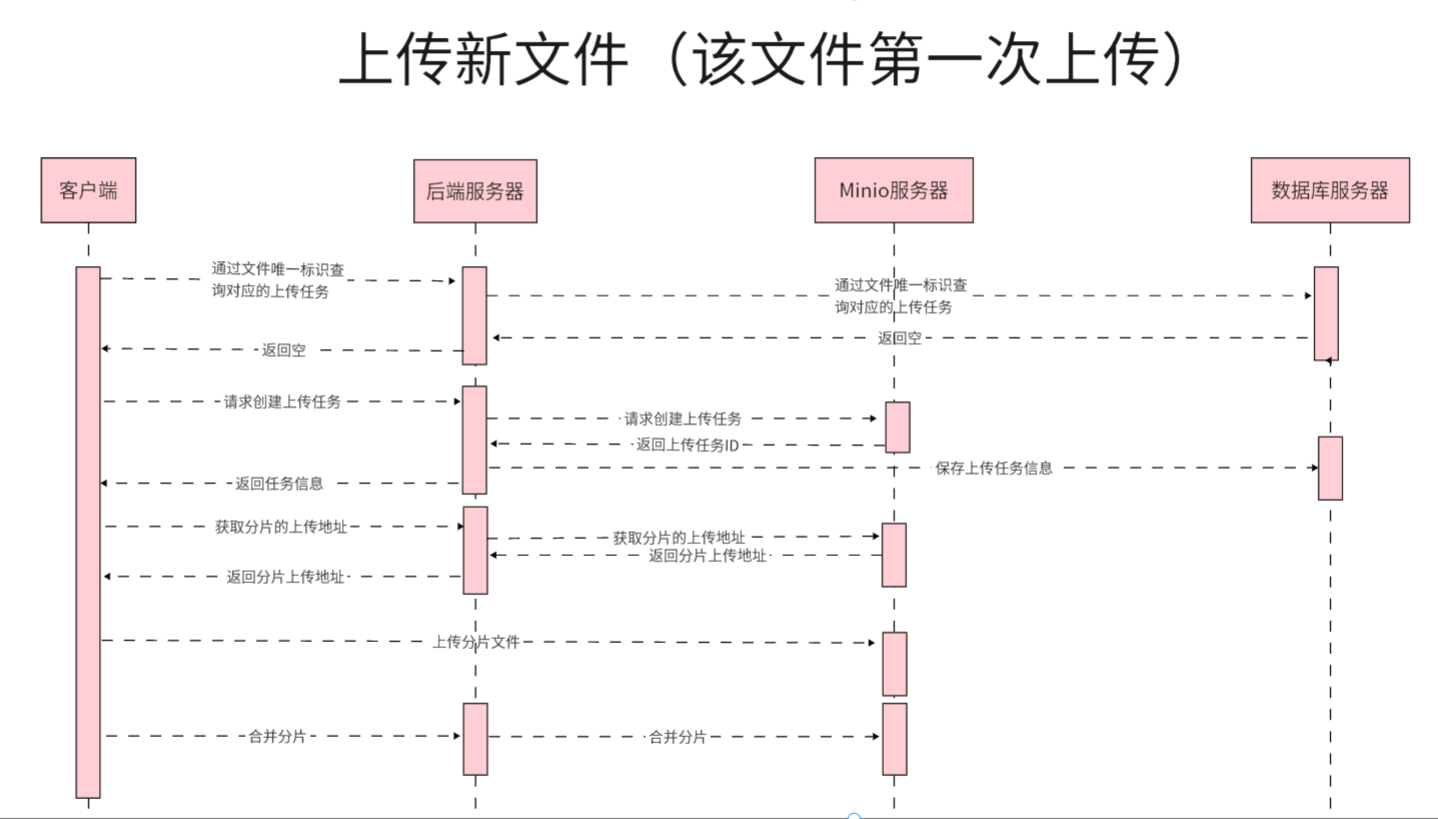 上传新文件（该文件第一次上传）
客户端
后端服务器
Minio服务器
数据库服务器
通过文件唯一标识查
询对应的上传任务
通过文件唯一标识查
询对应的上传任务
返回空
返回空
请求创建上传任务
请求创建上传任务
返回上传任务ID
保存上传任务信息
返回任务信息
获取分片的上传地址
获取分片的上传地址
返回分片上传地址
返回分片上传地址
上传分片文件
合并分片
合并分片